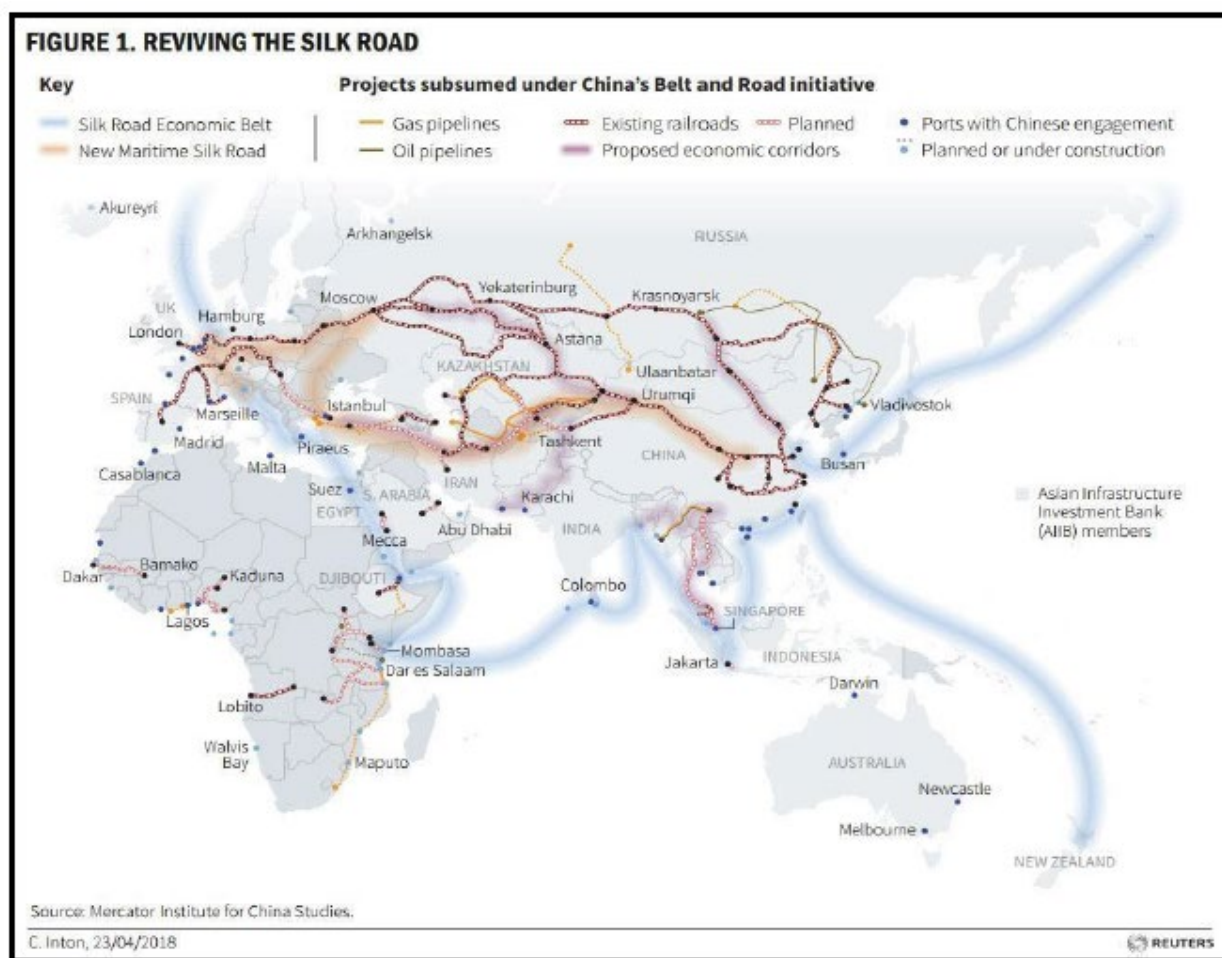 FIGURE 1. REVIVING THE SILK ROAD
Key
Projects subsumed under China's Belt and Road initiative
Silk Road Economic Belt
Gas pipelines
Existing railroads
Planned
Ports with Chinese engagement
New Maritime Silk Road
Oil pipelines
Proposed economic corridors
Planned or under construction
Akureyri
Arkhangelsk
RUSSIA
Moscow
Yekaterinburg
Krasnoyarsk
UK
Hamburg
London
Astana
KAZAKHSTAN
Ulaanbatar
Urumqi
SPAIN
Marseille
Istanbul
Vladivostok
Madrid
Piraeus
Tashkent
CHINA
Busan
Casablanca
Malta
IRAN
Suez
S. ARABIA
Karachi
EGYPT
Abu Dhabi
INDIA
Asian Infrastructure
Investment Bank
(AIIB) members
Mecca
Dakar
Bamako
Kaduna
DJIBOUTI
Colombo
Lagos
SINGAPORE
Mombasa
Dar es Salaam
Jakarta
INDONESIA
Darwin
Lobito
Walvis
Bay
Maputo
AUSTRALIA
Newcastle
Melbourne
NEW ZEALAND
Source: Mercator Institute for China Studies.
C. Inton, 23/04/2018
REUTERS